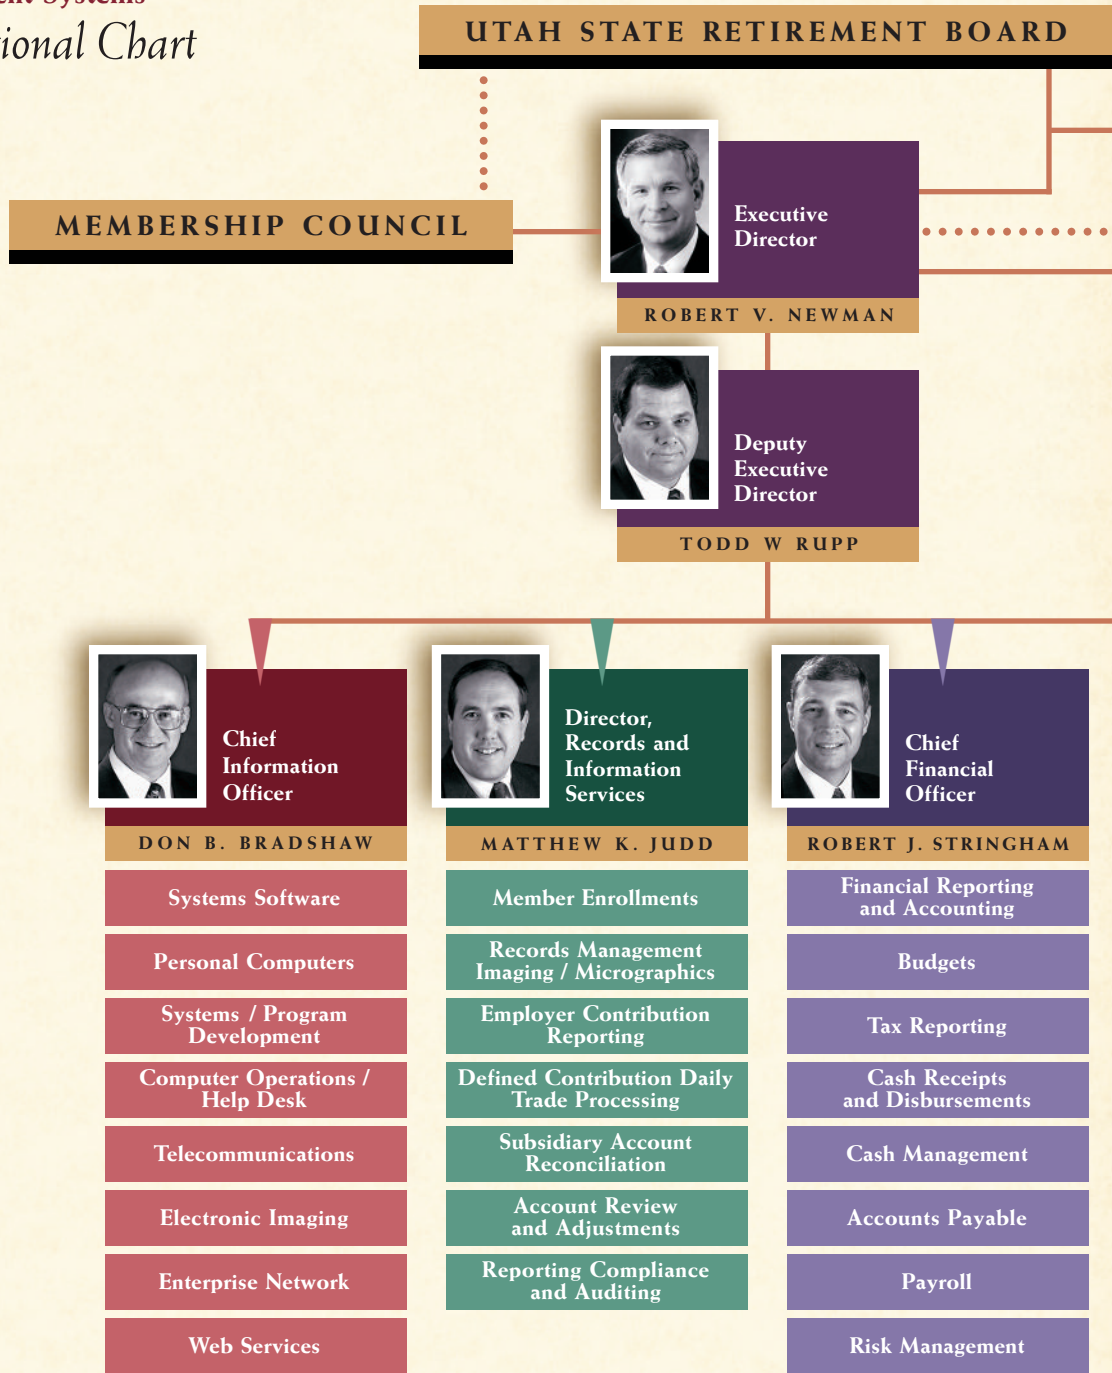 tional Chart
UTAH STATE RETIREMENT BOARD
MEMBERSHIP COUNCIL
Executive
Director
ROBERT V. NEWMAN
Deputy
Executive
Director
TODD W RUPP
Chief
Information
Officer
DON B. BRADSHAW
Systems Software
Personal Computers
Systems / Program
Development
Computer Operations /
Help Desk
Telecommunications
Electronic Imaging
Enterprise Network
Web Services
Director,
Records and
Information
Services
MATTHEW K. JUDD
Member Enrollments
Records Management
Imaging / Micrographics
Employer Contribution
Reporting
Defined Contribution Daily
Trade Processing
Subsidiary Account
Reconciliation
Account Review
and Adjustments
Reporting Compliance
and Auditing
Chief
Financial
Officer
ROBERT J. STRINGHAM
Financial Reporting
and Accounting
Budgets
Tax Reporting
Cash Receipts
and Disbursements
Cash Management
Accounts Payable
Payroll
Risk Management